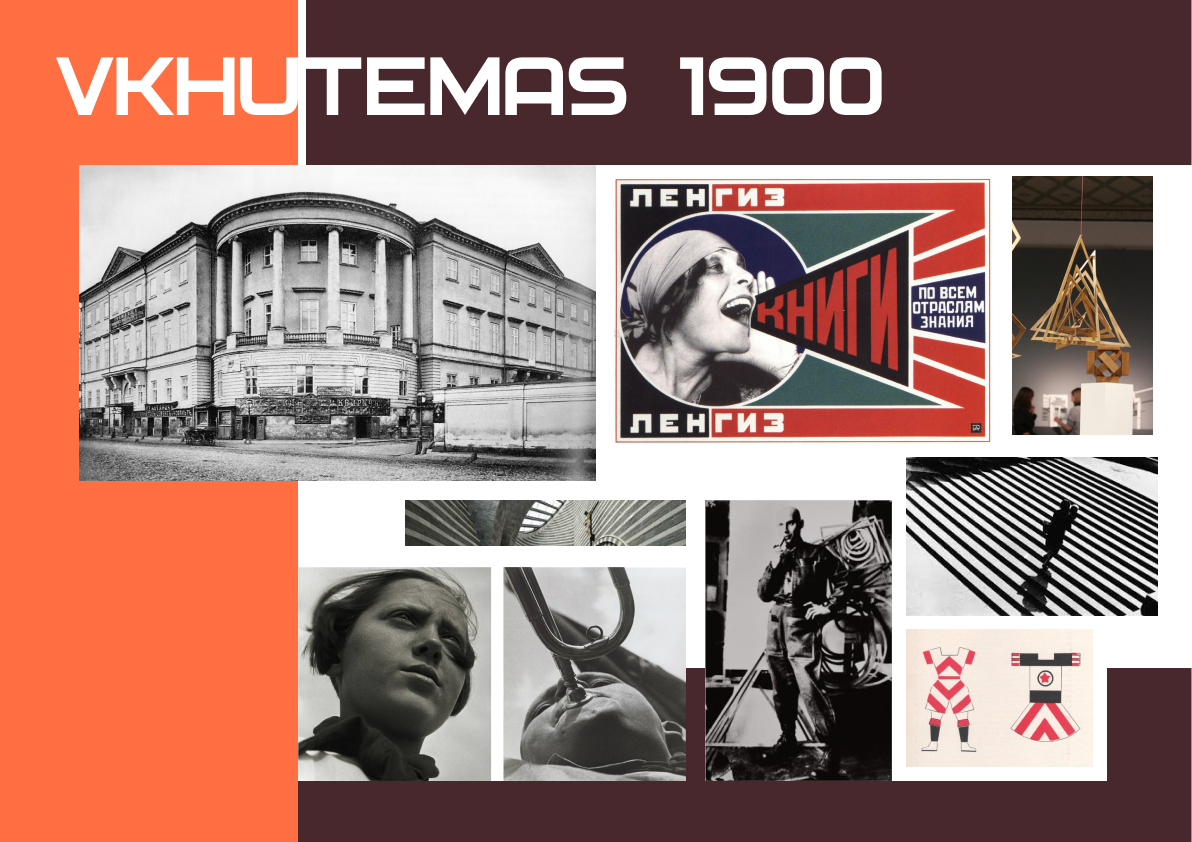 VKHUTEMAS 1900
ЛЕНГИЗ
КНИГИ
ПО ВСЕМ
ОТРАСЛЯМ
ЗНАНИЯ
ЛЕНГИЗ